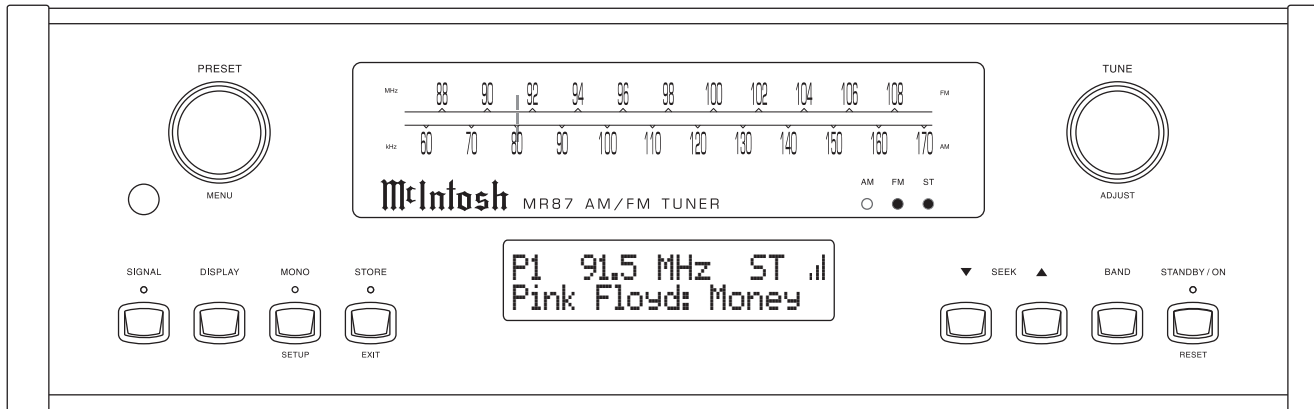 PRESET
TUNE
MHz 88 90 92 94 96 98 100 102 104 106 108 FM
kHz 60 70 80 90 100 110 120 130 140 150 160 170 AM
AM FM ST
McIntosh MR87 AM/FM TUNER
MENU
ADJUST
P1 91.5 MHz ST
Pink Floyd: Money
SIGNAL DISPLAY MONO STORE
SEEK BAND STANDBY / ON
SETUP EXIT
RESET